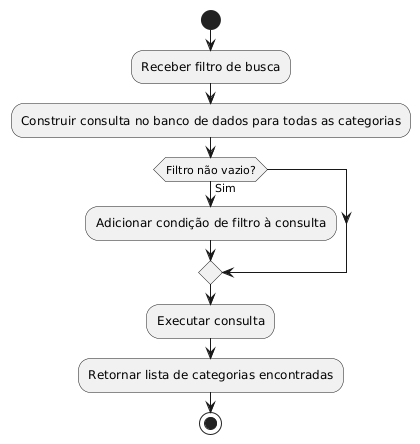 Receber filtro de busca
Construir consulta no banco de dados para todas as categorias
Filtro não vazio?
Sim
Adicionar condição de filtro à consulta
Executar consulta
Retornar lista de categorias encontradas